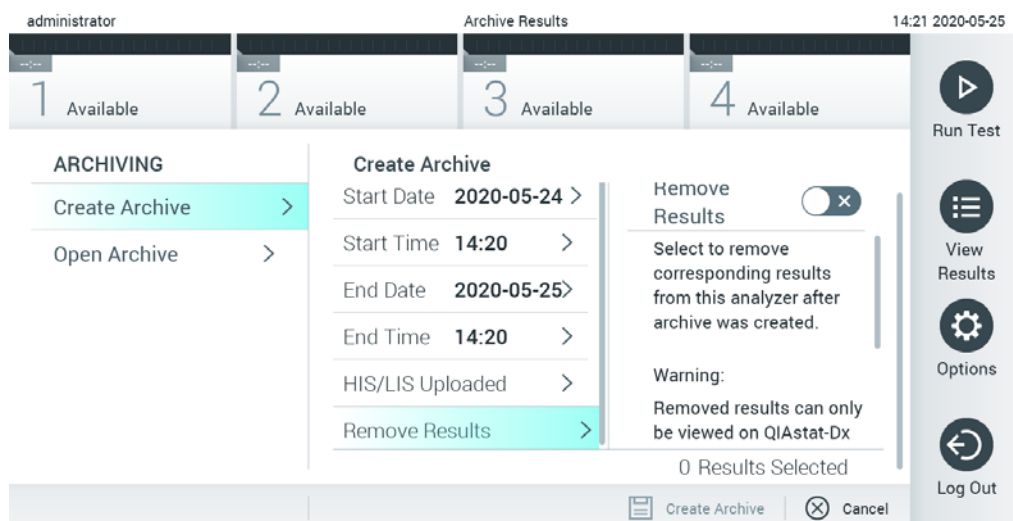 administrator
Archive Results
14:21 2020-05-25
--:--
--:--
--:--
--:--
1 Available
2 Available
3 Available
4 Available
Run Test
ARCHIVING
Create Archive
Open Archive
Create Archive
Start Date 2020-05-24
Start Time 14:20
End Date 2020-05-25
End Time 14:20
HIS/LIS Uploaded
Remove Results
Remove
Results
Select to remove
corresponding results
from this analyzer after
archive was created.
Warning:
Removed results can only
be viewed on QIAstat-Dx
0 Results Selected
View
Results
Options
Log Out
Create Archive
Cancel